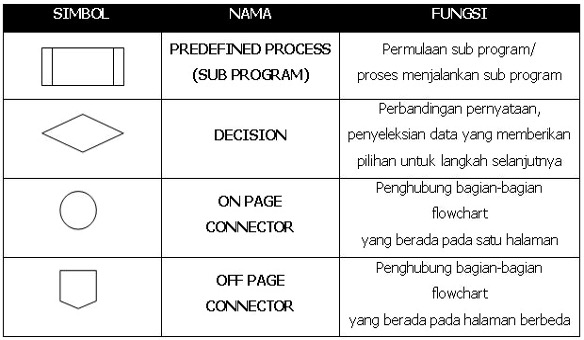 SIMBOL NAMA FUNGSI
PREDEFINED PROCESS
(SUB PROGRAM)
Permulaan sub program/
proses menjalankan sub program
DECISION
Perbandingan pernyataan,
penyeleksian data yang memberikan
pilihan untuk langkah selanjutnya
ON PAGE
CONNECTOR
Penghubung bagian-bagian
flowchart
yang berada pada satu halaman
OFF PAGE
CONNECTOR
Penghubung bagian-bagian
flowchart
yang berada pada halaman berbeda